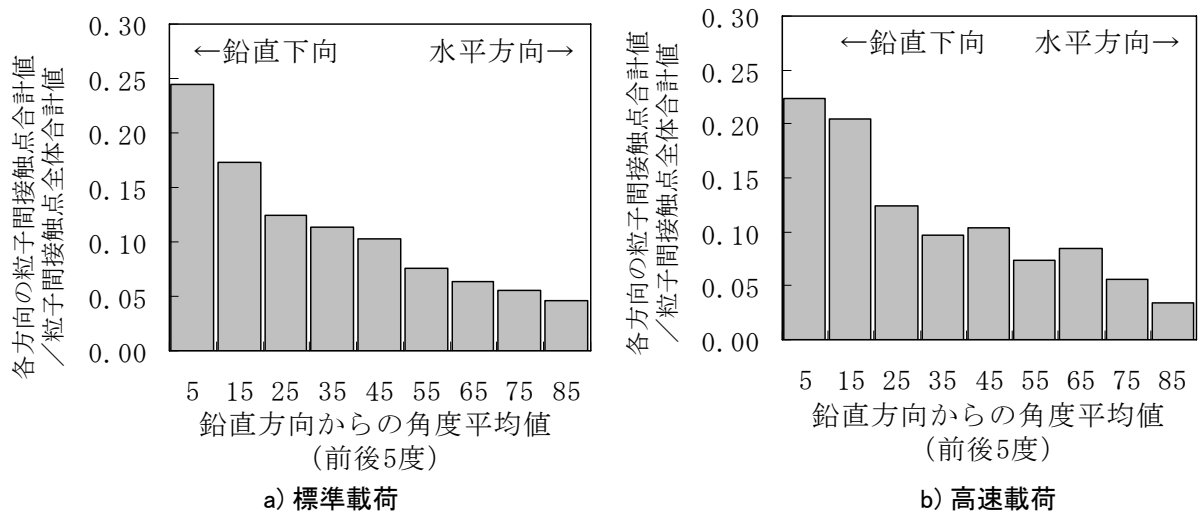 各方向の粒子間接触点合計値
／粒子間接触点全体合計値
0.30
0.25
0.20
0.15
0.10
0.05
0.00
←鉛直下向 水平方向→
5 15 25 35 45 55 65 75 85
鉛直方向からの角度平均値
(前後5度)
a) 標準載荷
各方向の粒子間接触点合計値
／粒子間接触点全体合計値
0.30
0.25
0.20
0.15
0.10
0.05
0.00
←鉛直下向 水平方向→
5 15 25 35 45 55 65 75 85
鉛直方向からの角度平均値
(前後5度)
b) 高速載荷